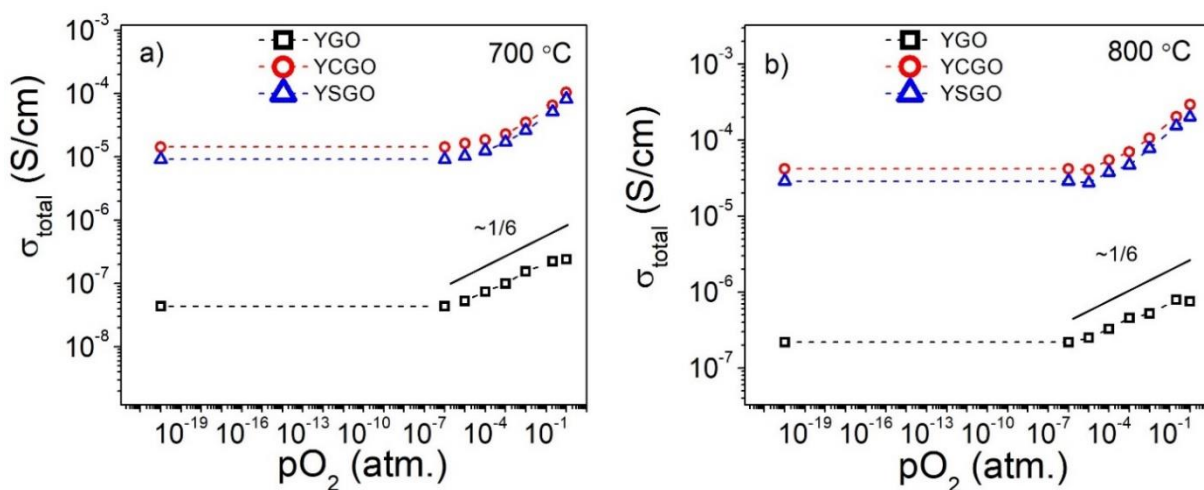 a)
700 °C
YGO
YCGO
YSGO
σtotal (S/cm)
10⁻³
10⁻⁴
10⁻⁵
10⁻⁶
10⁻⁷
10⁻⁸
~1/6
10⁻¹⁹ 10⁻¹⁶ 10⁻¹³ 10⁻¹⁰ 10⁻⁷ 10⁻⁴ 10⁻¹
pO₂ (atm.)
b)
800 °C
YGO
YCGO
YSGO
σtotal (S/cm)
10⁻³
10⁻⁴
10⁻⁵
10⁻⁶
10⁻⁷
~1/6
10⁻¹⁹ 10⁻¹⁶ 10⁻¹³ 10⁻¹⁰ 10⁻⁷ 10⁻⁴ 10⁻¹
pO₂ (atm.)